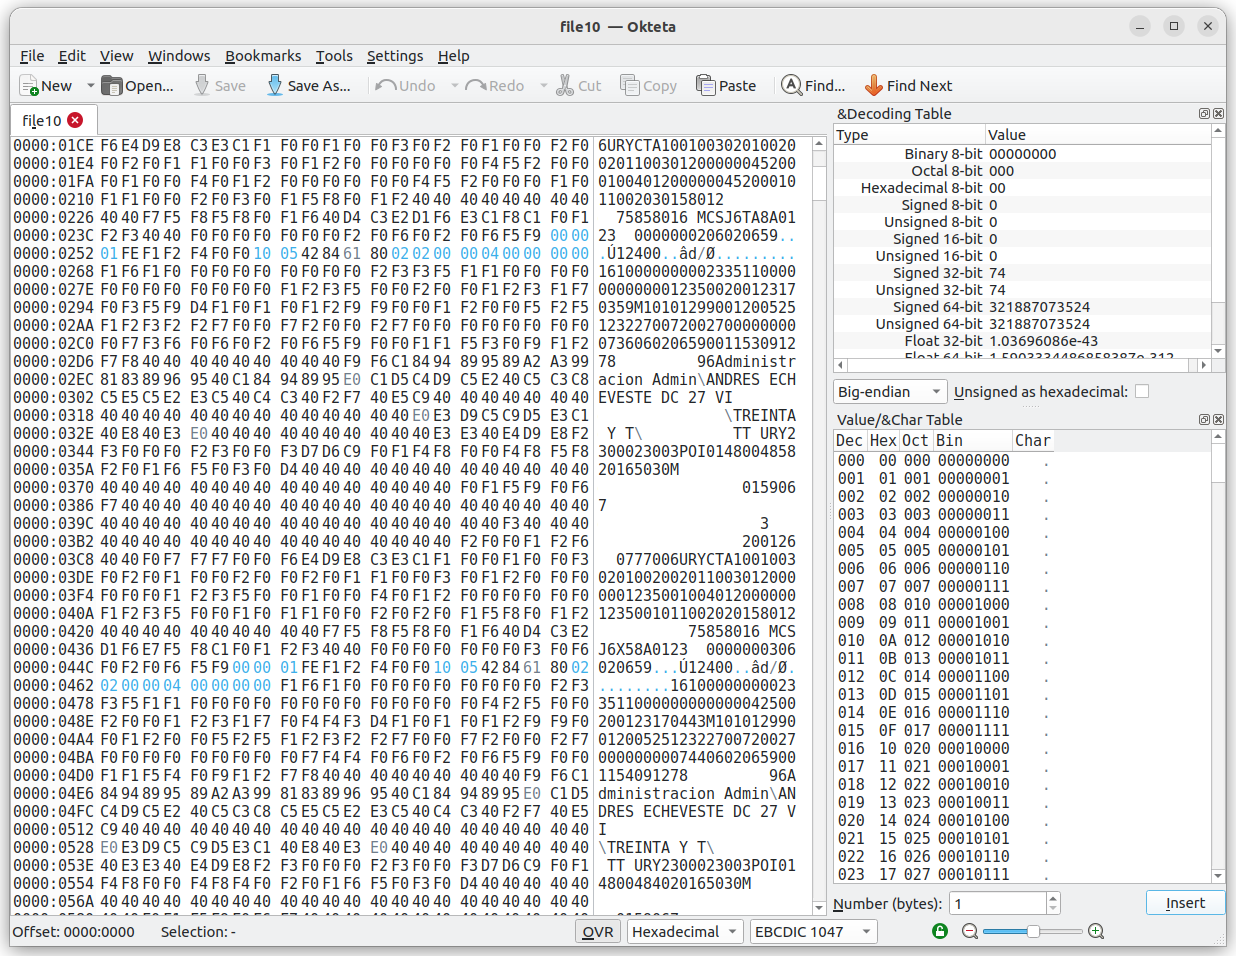 file10 — Okteta
File Edit View Windows Bookmarks Tools Settings Help
New Open... Save Save As... Undo Redo Cut Copy Paste Find... Find Next
file10
0000:01CE F6 E4 D9 E8 C3 E3 C1 F1 F0 F0 F1 F0 F0 F3 F0 F2 F0 F1 F0 F0 F2 F0 6URYCTA100100302010020
0000:01E4 F0 F2 F0 F1 F1 F0 F0 F3 F0 F1 F2 F0 F0 F0 F0 F0 F0 F4 F5 F2 F0 F0 0201100301200000045200
0000:01FA F0 F1 F0 F0 F4 F0 F1 F2 F0 F0 F0 F0 F0 F0 F4 F5 F2 F0 F0 F0 F1 F0 0100401200000045200010
0000:0210 F1 F1 F0 F0 F2 F0 F3 F0 F1 F5 F8 F0 F1 F2 40 40 40 40 40 40 40 40 11002030158012
0000:0226 40 40 F7 F5 F8 F5 F8 F0 F1 F6 40 D4 C3 E2 D1 F6 E3 C1 F8 C1 F0 F1 75858016 MCSJ6TA8A01
0000:023C F2 F3 40 40 F0 F0 F0 F0 F0 F0 F0 F2 F0 F6 F0 F2 F0 F6 F5 F9 00 00 23  0000000206020659..
0000:0252 01 FE F1 F2 F4 F0 F0 10 05 42 84 61 80 02 02 00 00 04 00 00 00 00 .Ú12400..âd/Ø.........
0000:0268 F1 F6 F1 F0 F0 F0 F0 F0 F0 F0 F0 F0 F2 F3 F3 F5 F1 F1 F0 F0 F0 F0 1610000000002335110000
0000:027E F0 F0 F0 F0 F0 F0 F0 F0 F1 F2 F3 F5 F0 F0 F2 F0 F0 F1 F2 F3 F1 F7 0000000012350020012317
0000:0294 F0 F3 F5 F9 D4 F1 F0 F1 F0 F1 F2 F9 F9 F0 F0 F1 F2 F0 F0 F5 F2 F5 0359M10101299001200525
0000:02AA F1 F2 F3 F2 F2 F7 F0 F0 F7 F2 F0 F0 F2 F7 F0 F0 F0 F0 F0 F0 F0 F0 1232270072002700000000
0000:02C0 F0 F7 F3 F6 F0 F6 F0 F2 F0 F6 F5 F9 F0 F0 F1 F1 F5 F3 F0 F9 F1 F2 0736060206590011530912
0000:02D6 F7 F8 40 40 40 40 40 40 40 40 40 40 F9 F6 C1 84 94 89 95 89 A2 A3 99 78 96Administr
0000:02EC 81 83 89 96 95 40 C1 84 94 89 95 E0 C1 D5 C4 D9 C5 E2 40 C5 C3 C8 acion Admin\ANDRES ECH
0000:0302 C5 E5 C5 E2 E3 C5 40 C4 C3 40 F2 F7 40 E5 C9 40 40 40 40 40 40 40 EVESTE DC 27 VI
0000:0318 40 40 40 40 40 40 40 40 40 40 40 40 40 40 40 E0 E3 D9 C5 C9 D5 E3 C1 \TREINTA
0000:032E 40 E8 40 E3 E0 40 40 40 40 40 40 40 40 40 40 E3 E3 40 E4 D9 E8 F2 Y T\ TT URY2
0000:0344 F3 F0 F0 F0 F2 F3 F0 F0 F3 D7 D6 C9 F0 F1 F4 F8 F0 F0 F4 F8 F5 F8 300023003POI0148004858
0000:035A F2 F0 F1 F6 F5 F0 F3 F0 D4 40 40 40 40 40 40 40 40 40 40 40 40 40 20165030M
0000:0370 40 40 40 40 40 40 40 40 40 40 40 40 40 40 40 40 F0 F1 F5 F9 F0 F6 015906
0000:0386 F7 40 40 40 40 40 40 40 40 40 40 40 40 40 40 40 40 40 40 40 40 40 7
0000:039C 40 40 40 40 40 40 40 40 40 40 40 40 40 40 40 40 40 40 F3 40 40 40 3
0000:03B2 40 40 40 40 40 40 40 40 40 40 40 40 40 40 40 40 F2 F0 F0 F1 F2 F6 200126
0000:03C8 40 40 F0 F7 F7 F7 F0 F0 F6 E4 D9 E8 C3 E3 C1 F1 F0 F0 F1 F0 F0 F3 0777006URYCTA1001003
0000:03DE F0 F2 F0 F1 F0 F0 F2 F0 F0 F2 F0 F1 F1 F0 F0 F3 F0 F1 F2 F0 F0 F0 0201002002011003012000
0000:03F4 F0 F0 F0 F1 F2 F3 F5 F0 F0 F1 F0 F0 F4 F0 F1 F2 F0 F0 F0 F0 F0 F0 0001235001004012000000
0000:040A F1 F2 F3 F5 F0 F0 F1 F0 F1 F1 F0 F0 F2 F0 F2 F0 F1 F5 F8 F0 F1 F2 1235001011002020158012
0000:0420 40 40 40 40 40 40 40 40 40 40 F7 F5 F8 F5 F8 F0 F1 F6 40 D4 C3 E2 75858016 MCS
0000:0436 D1 F6 E7 F5 F8 C1 F0 F1 F2 F3 40 40 F0 F0 F0 F0 F0 F0 F0 F3 F0 F6 J6X58A0123  0000000306
0000:044C F0 F2 F0 F6 F5 F9 00 00 01 FE F1 F2 F4 F0 F0 10 05 42 84 61 80 02 020659...Ú12400..âd/Ø.
0000:0462 02 00 00 04 00 00 00 00 F1 F6 F1 F0 F0 F0 F0 F0 F0 F0 F0 F0 F2 F3 ........16100000000023
0000:0478 F3 F5 F1 F1 F0 F0 F0 F0 F0 F0 F0 F0 F0 F0 F0 F0 F4 F2 F5 F0 F0 3511000000000000042500
0000:048E F2 F0 F0 F1 F2 F3 F1 F7 F0 F4 F4 F3 D4 F1 F0 F1 F0 F1 F2 F9 F9 F0 200123170443M101012990
0000:04A4 F0 F1 F2 F0 F0 F5 F2 F5 F1 F2 F3 F2 F2 F7 F0 F0 F7 F2 F0 F0 F2 F7 0120052512322700720027
0000:04BA F0 F0 F0 F0 F0 F0 F0 F0 F0 F7 F4 F4 F0 F6 F0 F2 F0 F6 F5 F9 F0 F0 0000000007440602065900
0000:04D0 F1 F1 F5 F4 F0 F9 F1 F2 F7 F8 40 40 40 40 40 40 40 40 40 F9 F6 C1 1154091278 96A
0000:04E6 84 94 89 95 89 A2 A3 99 81 83 89 96 95 40 C1 84 94 89 95 E0 C1 D5 dministracion Admin\AN
0000:04FC C4 D9 C5 E2 40 C5 C3 C8 C5 E5 C5 E2 E3 C5 40 C4 C3 40 F2 F7 40 E5 DRES ECHEVESTE DC 27 V
0000:0512 C9 40 40 40 40 40 40 40 40 40 40 40 40 40 40 40 40 40 40 40 40 40 I
0000:0528 E0 E3 D9 C5 C9 D5 E3 C1 40 E8 40 E3 E0 40 40 40 40 40 40 40 40 40 \TREINTA Y T\
0000:053E 40 E3 E3 40 E4 D9 E8 F2 F3 F0 F0 F0 F2 F3 F0 F0 F3 D7 D6 C9 F0 F1 TT URY2300023003POI01
0000:0554 F4 F8 F0 F0 F4 F8 F4 F0 F2 F0 F1 F6 F5 F0 F3 F0 D4 40 40 40 40 40 4800484020165030M
0000:056A 40 40 40 40 40 40 40 40 40 40 40 40 40 40 40 40 40 40 40 40 40 40
&Decoding Table
Type Value
Binary 8-bit 00000000
Octal 8-bit 000
Hexadecimal 8-bit 00
Signed 8-bit 0
Unsigned 8-bit 0
Signed 16-bit 0
Unsigned 16-bit 0
Signed 32-bit 74
Unsigned 32-bit 74
Signed 64-bit 321887073524
Unsigned 64-bit 321887073524
Float 32-bit 1.03696086e-43
Float 64-bit 1.5903334486858387e-312
Big-endian Unsigned as hexadecimal:
Value/&Char Table
Dec Hex Oct Bin Char
000 00 000 00000000 .
001 01 001 00000001 .
002 02 002 00000010 .
003 03 003 00000011 .
004 04 004 00000100 .
005 05 005 00000101 .
006 06 006 00000110 .
007 07 007 00000111 .
008 08 010 00001000 .
009 09 011 00001001 .
010 0A 012 00001010 .
011 0B 013 00001011 .
012 0C 014 00001100 .
013 0D 015 00001101 .
014 0E 016 00001110 .
015 0F 017 00001111 .
016 10 020 00010000 .
017 11 021 00010001 .
018 12 022 00010010 .
019 13 023 00010011 .
020 14 024 00010100 .
021 15 025 00010101 .
022 16 026 00010110 .
023 17 027 00010111 .
Number (bytes): 1 Insert
Offset: 0000:0000 Selection: - OVR Hexadecimal EBCDIC 1047